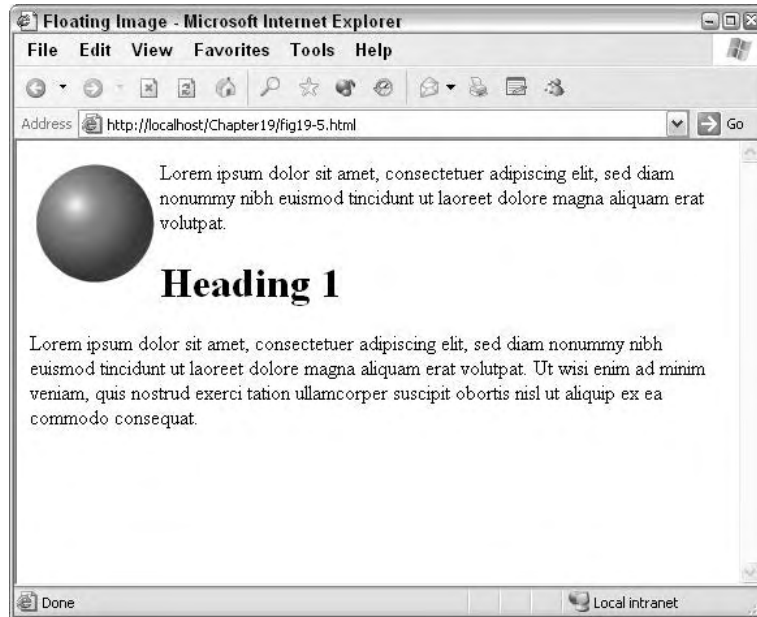 Floating Image - Microsoft Internet Explorer
File Edit View Favorites Tools Help
Address http://localhost/Chapter19/fig19-5.html Go
Lorem ipsum dolor sit amet, consectetuer adipiscing elit, sed diam
nonummy nibh euismod tincidunt ut laoreet dolore magna aliquam erat
volutpat.
Heading 1
Lorem ipsum dolor sit amet, consectetuer adipiscing elit, sed diam nonummy nibh
euismod tincidunt ut laoreet dolore magna aliquam erat volutpat. Ut wisi enim ad minim
veniam, quis nostrud exerci tation ullamcorper suscipit obortis nisl ut aliquip ex ea
commodo consequat.
Done Local intranet